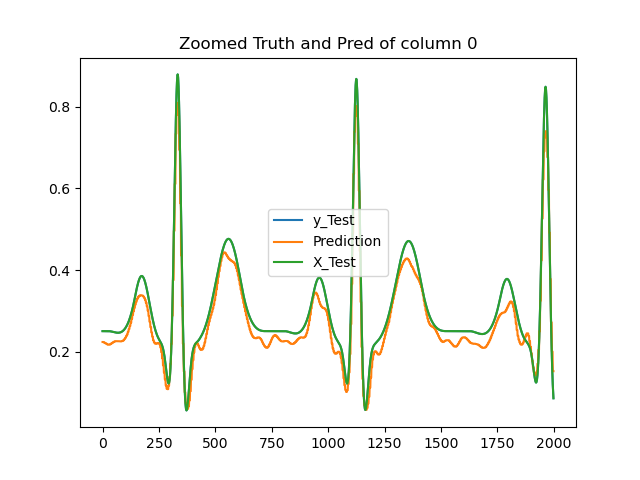 Zoomed Truth and Pred of column 0
0.8
0.6
0.4
0.2
y_Test
Prediction
X_Test
0 250 500 750 1000 1250 1500 1750 2000